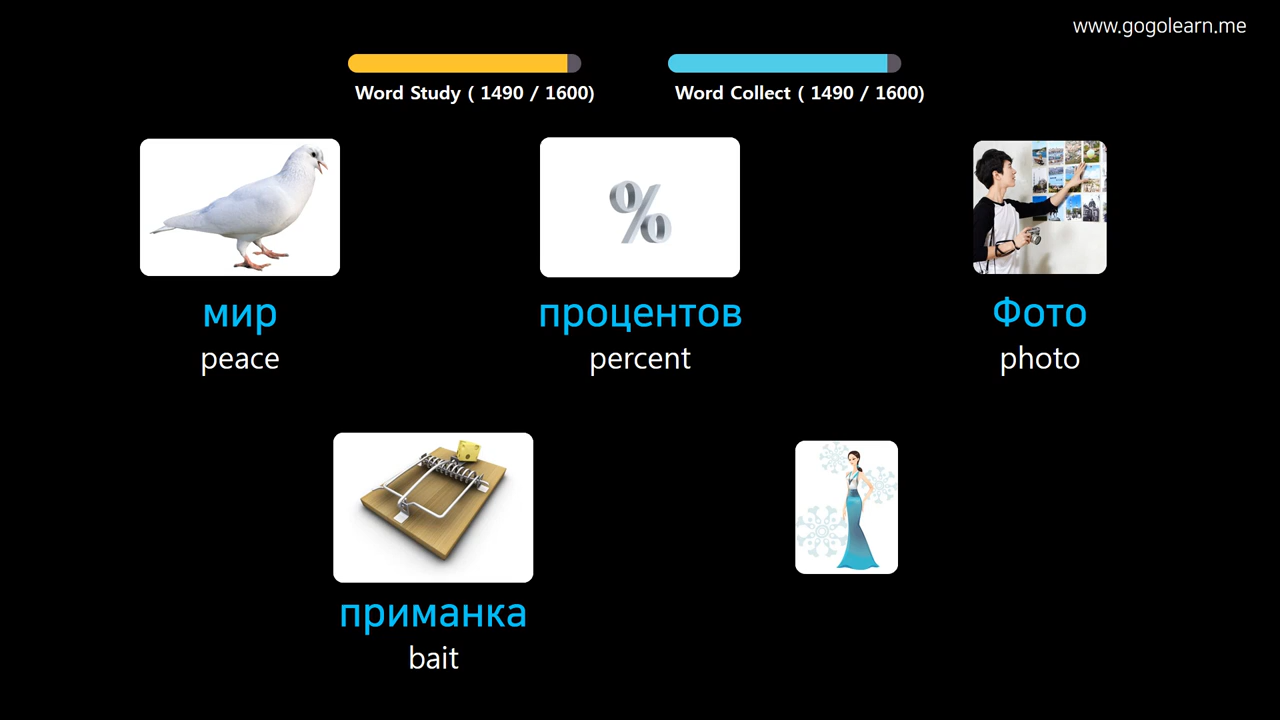 www.gogolearn.me
Word Study ( 1490 / 1600)
Word Collect ( 1490 / 1600)
%
мир
peace
процентов
percent
Фото
photo
приманка
bait